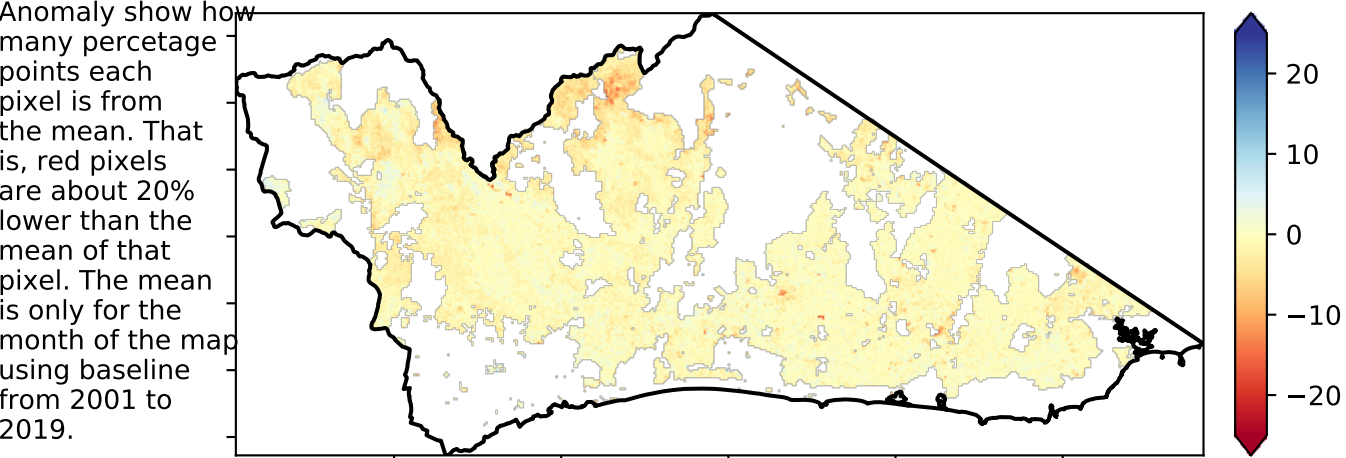 Anomaly show how
many percetage
points each
pixel is from
the mean. That
is, red pixels
are about 20%
lower than the
mean of that
pixel. The mean
is only for the
month of the map
using baseline
from 2001 to
2019.
20
10
0
−10
−20